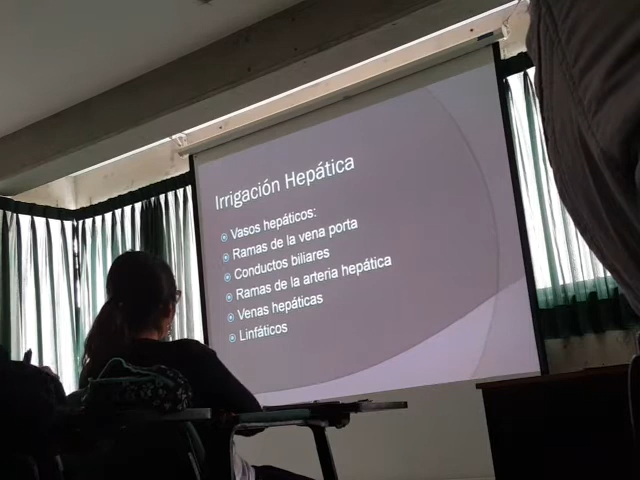 Irrigación Hepática
Vasos hepáticos:
Ramas de la vena porta
Conductos biliares
Ramas de la arteria hepática
Venas hepáticas
Linfáticos